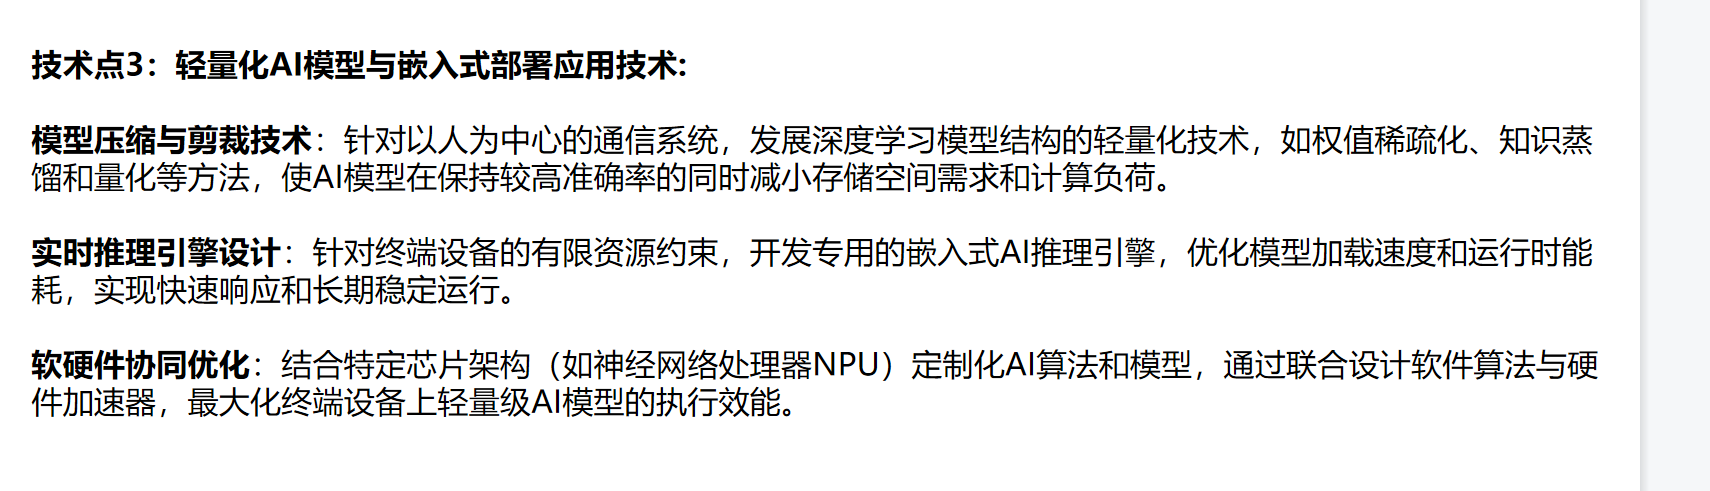 技术点3：轻量化AI模型与嵌入式部署应用技术:
模型压缩与剪裁技术：针对以人为中心的通信系统，发展深度学习模型结构的轻量化技术，如权值稀疏化、知识蒸
馏和量化等方法，使AI模型在保持较高准确率的同时减小存储空间需求和计算负荷。
实时推理引擎设计：针对终端设备的有限资源约束，开发专用的嵌入式AI推理引擎，优化模型加载速度和运行时能
耗，实现快速响应和长期稳定运行。
软硬件协同优化：结合特定芯片架构（如神经网络处理器NPU）定制化AI算法和模型，通过联合设计软件算法与硬
件加速器，最大化终端设备上轻量级AI模型的执行效能。